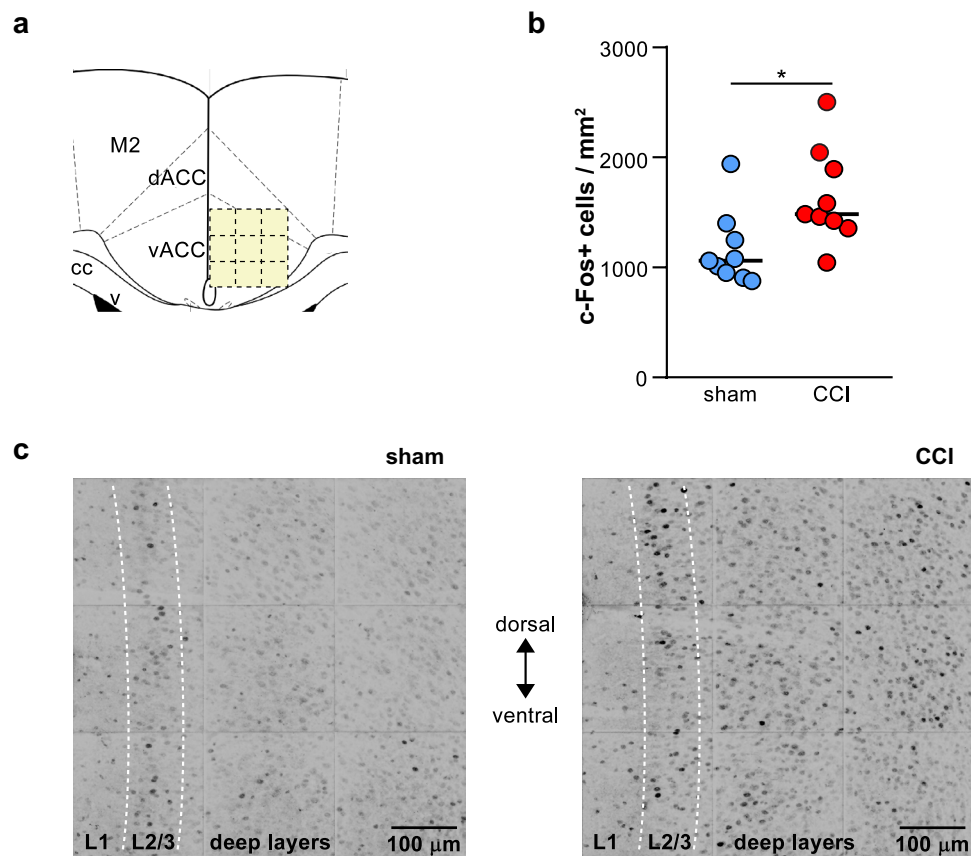 a
M2
dACC
vACC
cc
v
b
3000
2000
1000
0
c-Fos+ cells / mm²
*
sham
CCI
c
sham
CCI
dorsal
ventral
L1
L2/3
deep layers
100 μm
L1
L2/3
deep layers
100 μm